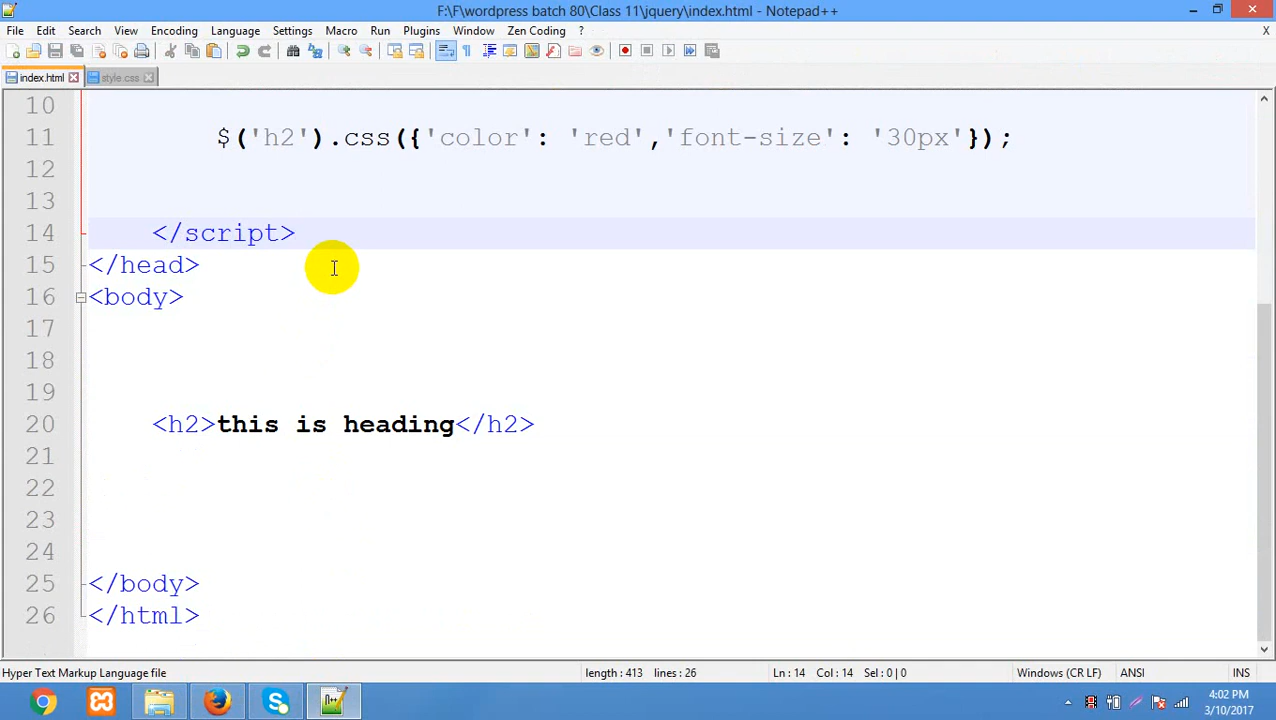 F:\F\wordpress batch 80\Class 11\jquery\index.html - Notepad++
File Edit Search View Encoding Language Settings Macro Run Plugins Window Zen Coding ? X
index.html style.css
10
11 $('h2').css({'color': 'red','font-size': '30px'});
12
13
14 </script>
15 </head>
16 <body>
17
18
19
20 <h2>this is heading</h2>
21
22
23
24
25 </body>
26 </html>
Hyper Text Markup Language file length : 413 lines : 26 Ln : 14 Col : 14 Sel : 0 | 0 Windows (CR LF) ANSI INS
4:02 PM
3/10/2017